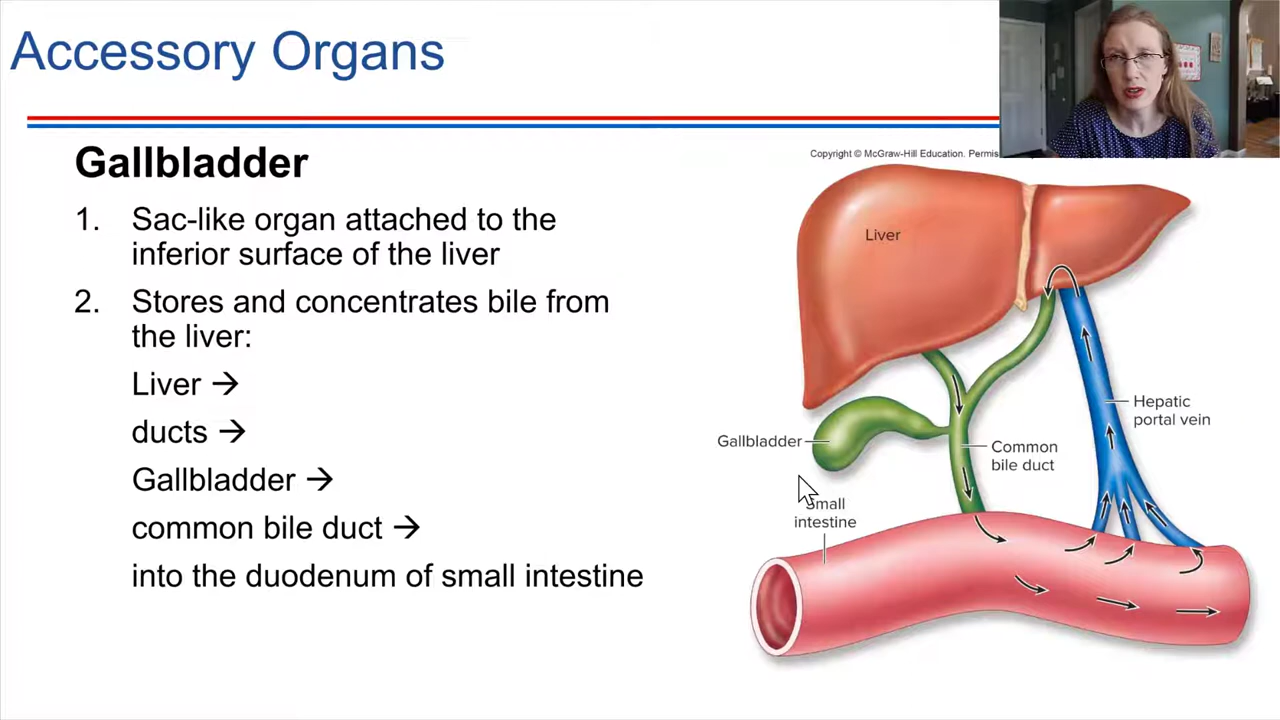 Accessory Organs
Gallbladder
1. Sac-like organ attached to the
inferior surface of the liver
2. Stores and concentrates bile from
the liver:
Liver →
ducts →
Gallbladder →
common bile duct →
into the duodenum of small intestine
Copyright © McGraw-Hill Education. Permis
Liver
Hepatic
portal vein
Gallbladder
Common
bile duct
Small
intestine